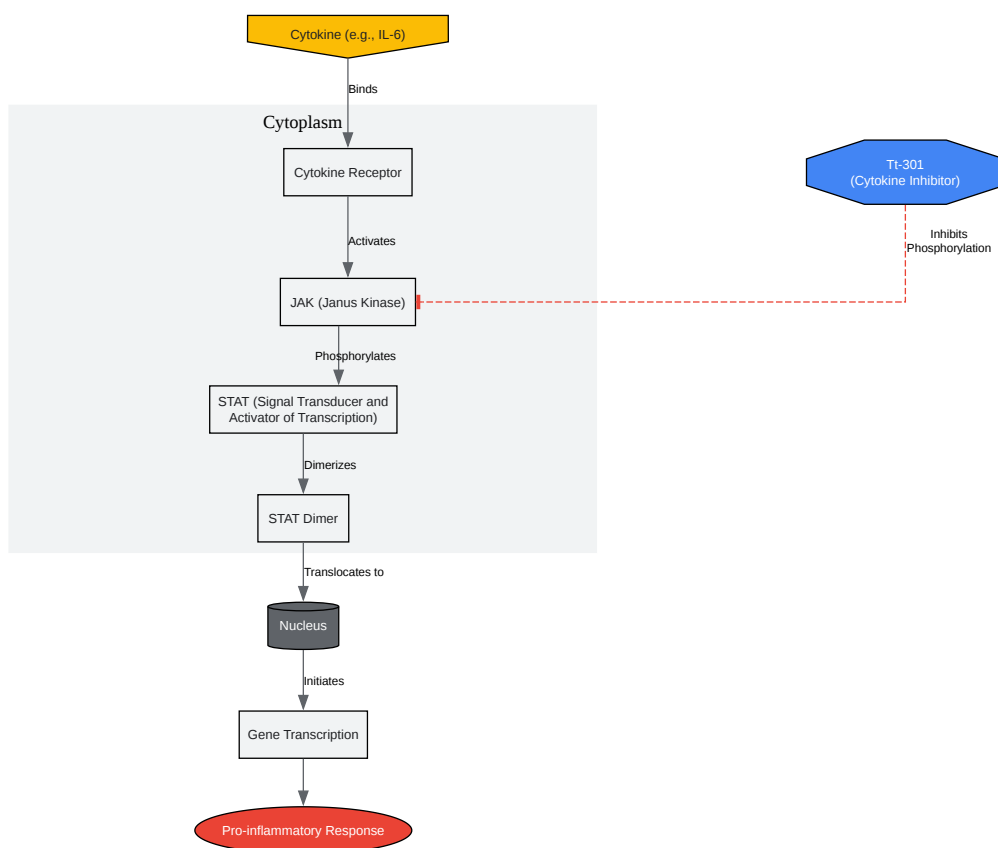 Cytokine (e.g., IL-6)
Binds
Cytoplasm
Cytokine Receptor
Tt-301
(Cytokine Inhibitor)
Activates
Inhibits
Phosphorylation
JAK (Janus Kinase)
Phosphorylates
STAT (Signal Transducer and
Activator of Transcription)
Dimerizes
STAT Dimer
Translocates to
Nucleus
Initiates
Gene Transcription
Pro-inflammatory Response